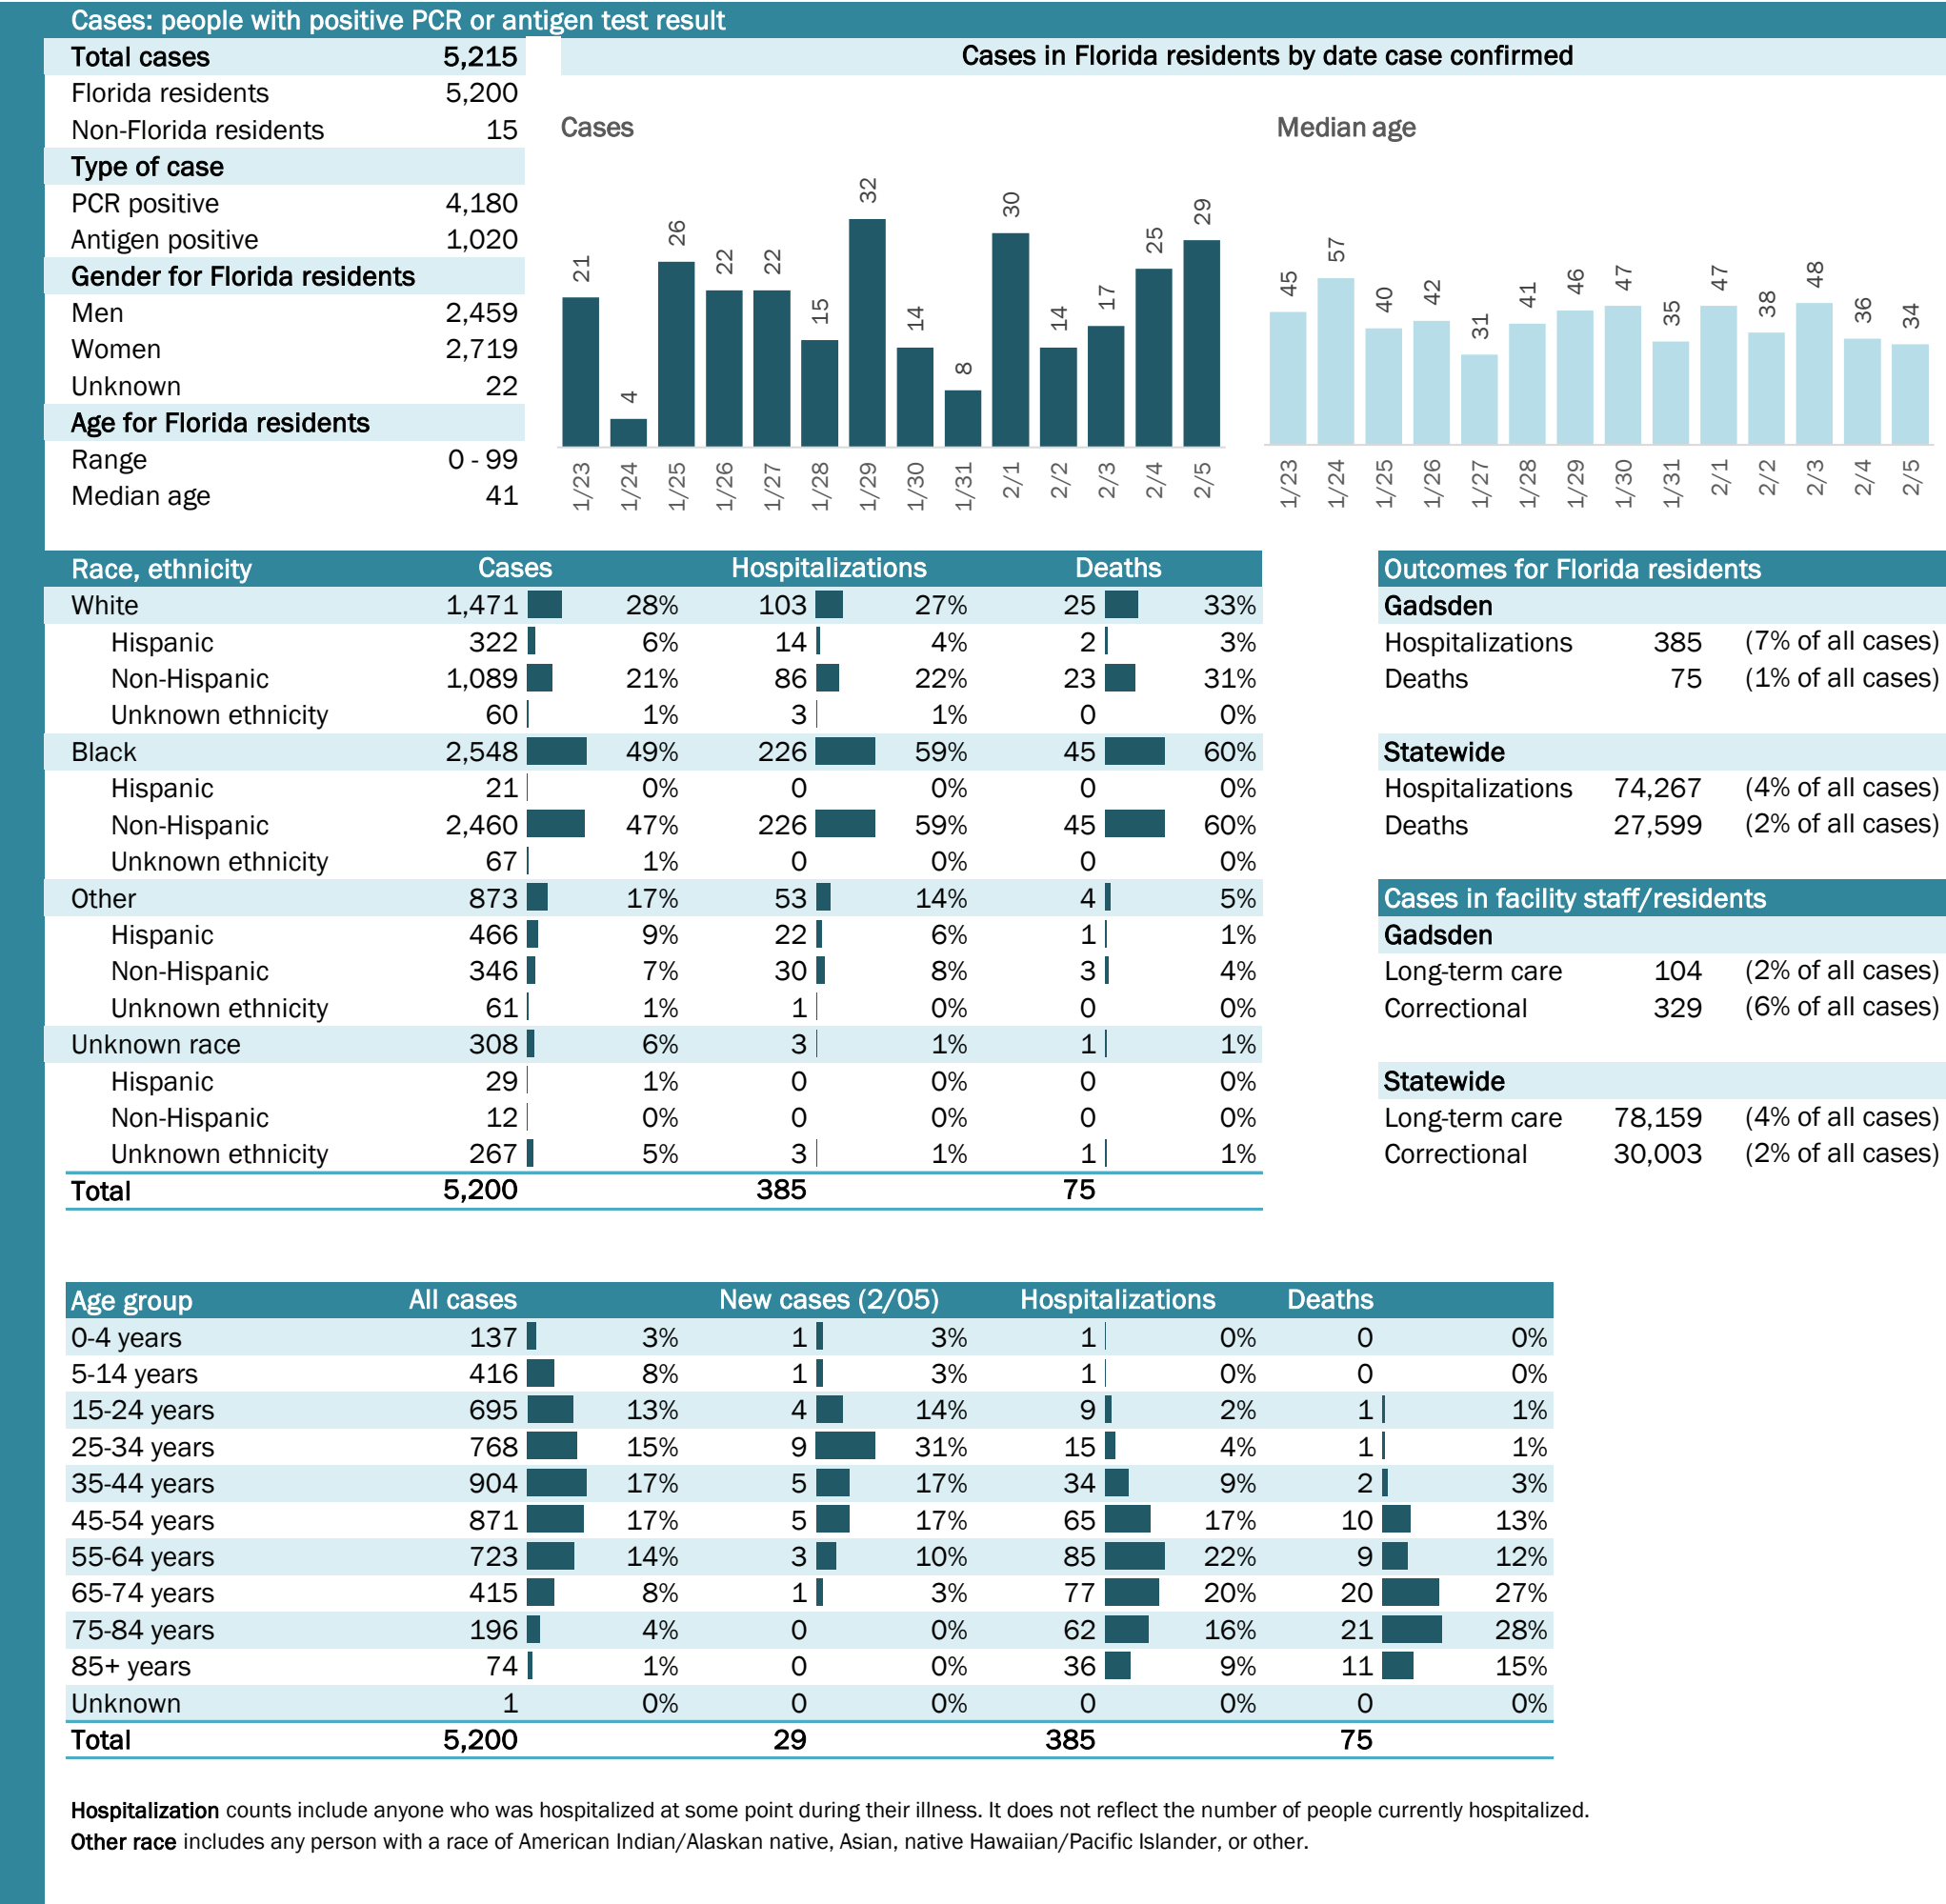 Cases: people with positive PCR or antigen test result
Total cases 5,215
Florida residents 5,200
Non-Florida residents 15
Type of case
PCR positive 4,180
Antigen positive 1,020
Gender for Florida residents
Men 2,459
Women 2,719
Unknown 22
Age for Florida residents
Range 0 - 99
Median age 41
Cases in Florida residents by date case confirmed
Cases
21 4 26 22 22 15 32 14 8 30 14 17 25 29
1/23 1/24 1/25 1/26 1/27 1/28 1/29 1/30 1/31 2/1 2/2 2/3 2/4 2/5
Median age
45 57 40 42 31 41 46 47 35 47 38 48 36 34
1/23 1/24 1/25 1/26 1/27 1/28 1/29 1/30 1/31 2/1 2/2 2/3 2/4 2/5
Race, ethnicity Cases Hospitalizations Deaths
White 1,471 28% 103 27% 25 33%
Hispanic 322 6% 14 4% 2 3%
Non-Hispanic 1,089 21% 86 22% 23 31%
Unknown ethnicity 60 1% 3 1% 0 0%
Black 2,548 49% 226 59% 45 60%
Hispanic 21 0% 0 0% 0 0%
Non-Hispanic 2,460 47% 226 59% 45 60%
Unknown ethnicity 67 1% 0 0% 0 0%
Other 873 17% 53 14% 4 5%
Hispanic 466 9% 22 6% 1 1%
Non-Hispanic 346 7% 30 8% 3 4%
Unknown ethnicity 61 1% 1 0% 0 0%
Unknown race 308 6% 3 1% 1 1%
Hispanic 29 1% 0 0% 0 0%
Non-Hispanic 12 0% 0 0% 0 0%
Unknown ethnicity 267 5% 3 1% 1 1%
Total 5,200 385 75
Outcomes for Florida residents
Gadsden
Hospitalizations 385 (7% of all cases)
Deaths 75 (1% of all cases)
Statewide
Hospitalizations 74,267 (4% of all cases)
Deaths 27,599 (2% of all cases)
Cases in facility staff/residents
Gadsden
Long-term care 104 (2% of all cases)
Correctional 329 (6% of all cases)
Statewide
Long-term care 78,159 (4% of all cases)
Correctional 30,003 (2% of all cases)
Age group All cases New cases (2/05) Hospitalizations Deaths
0-4 years 137 3% 1 3% 1 0% 0 0%
5-14 years 416 8% 1 3% 1 0% 0 0%
15-24 years 695 13% 4 14% 9 2% 1 1%
25-34 years 768 15% 9 31% 15 4% 1 1%
35-44 years 904 17% 5 17% 34 9% 2 3%
45-54 years 871 17% 5 17% 65 17% 10 13%
55-64 years 723 14% 3 10% 85 22% 9 12%
65-74 years 415 8% 1 3% 77 20% 20 27%
75-84 years 196 4% 0 0% 62 16% 21 28%
85+ years 74 1% 0 0% 36 9% 11 15%
Unknown 1 0% 0 0% 0 0% 0 0%
Total 5,200 29 385 75
Hospitalization counts include anyone who was hospitalized at some point during their illness. It does not reflect the number of people currently hospitalized.
Other race includes any person with a race of American Indian/Alaskan native, Asian, native Hawaiian/Pacific Islander, or other.